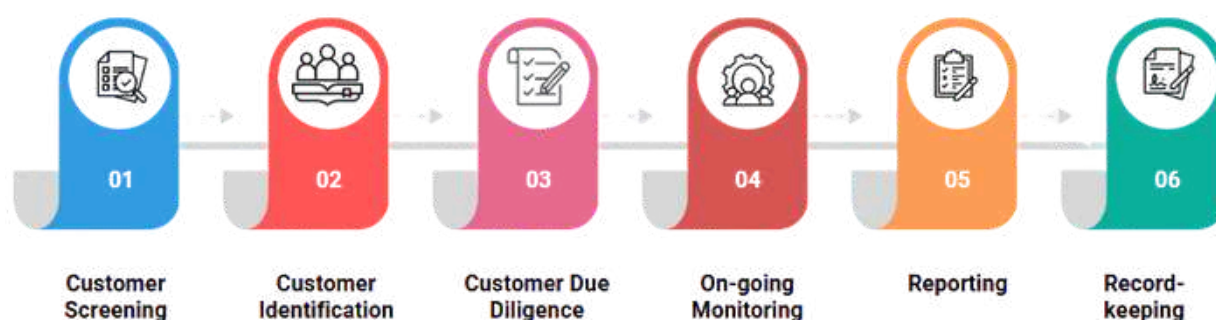 01
02
03
04
05
06
Customer
Screening
Customer
Identification
Customer Due
Diligence
On-going
Monitoring
Reporting
Record-
keeping